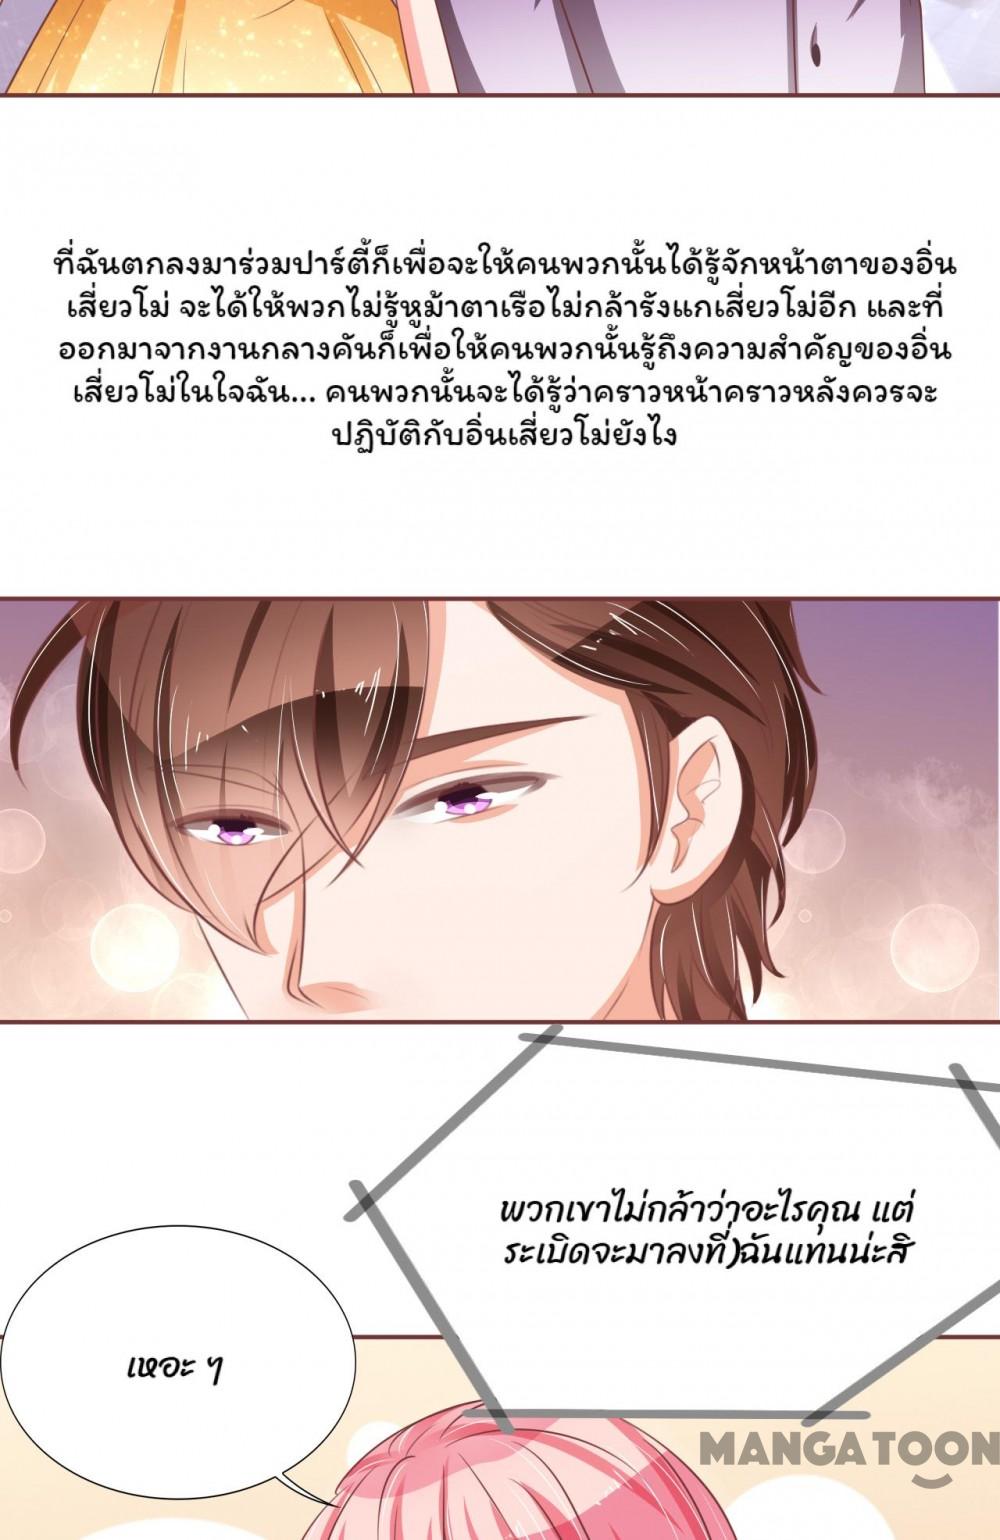 ที่ฉันตกลงมาร่วมปาร์ตี้ก็เพื่อจะให้คนพวกนั้นได้รู้จักหน้าตาของอิ่น
เสี่ยวโม่ จะได้ให้พวกไม่รู้หูม้าตาเรือไม่กล้ารังแกเสี่ยวโม่อีก และที่
ออกมาจากงานกลางคันก็เพื่อให้คนพวกนั้นรู้ถึงความสำคัญของอิ่น
เสี่ยวโม่ในใจฉัน... คนพวกนั้นจะได้รู้ว่าคราวหน้าคราวหลังควรจะ
ปฏิบัติกับอิ่นเสี่ยวโม่ยังไง
พวกเขาไม่กล้าว่าอะไรคุณ แต่
ระเบิดจะมาลงที่)ฉันแทนน่ะสิ
เหอะ ๆ
MANGATOON